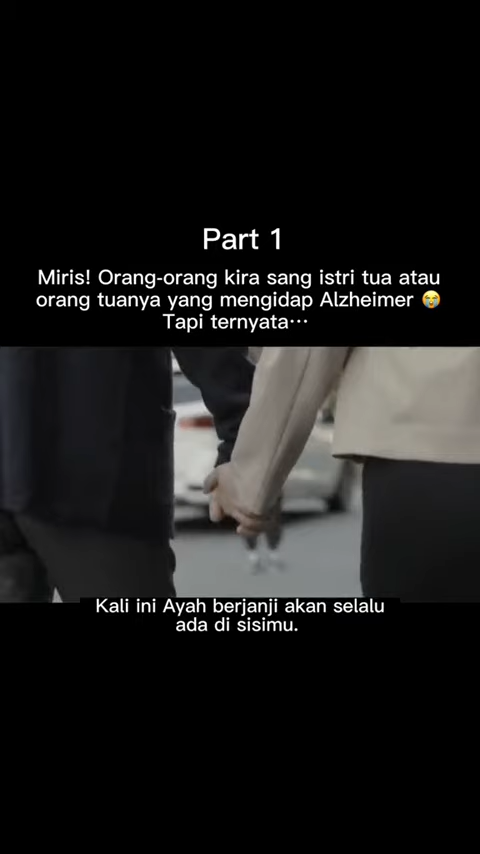 Part 1
Miris! Orang-orang kira sang istri tua atau
orang tuanya yang mengidap Alzheimer 😭
Tapi ternyata⋯
Kali ini Ayah berjanji akan selalu
ada di sisimu.